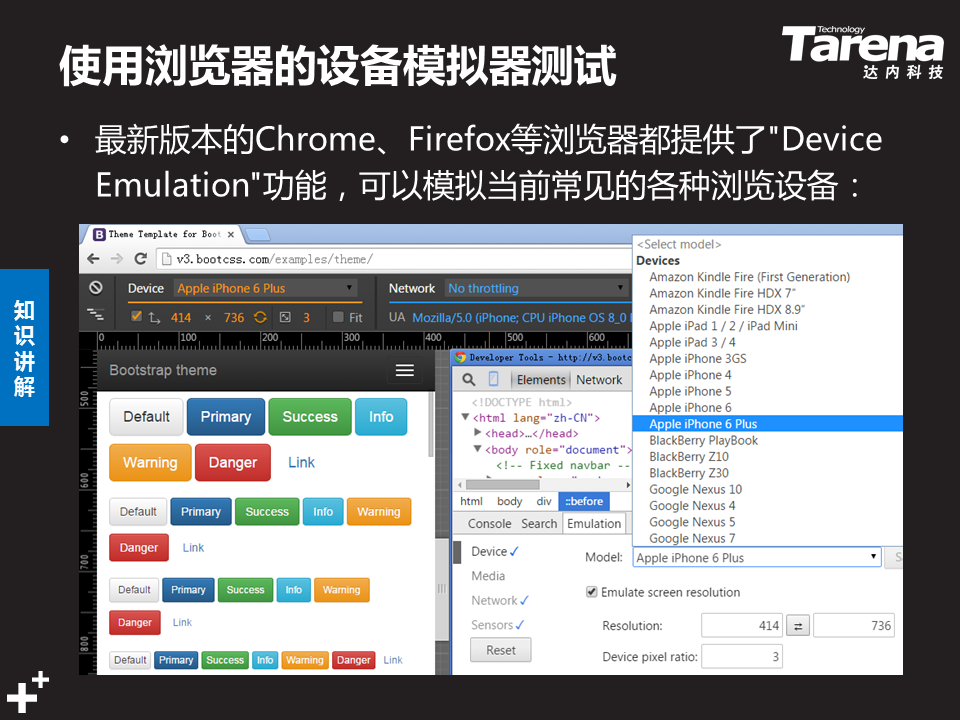 使用浏览器的设备模拟器测试
Technology
Tarena
达内科技
• 最新版本的Chrome、Firefox等浏览器都提供了"Device
Emulation"功能，可以模拟当前常见的各种浏览设备：
知识讲解
Theme Template for Boot ×
v3.bootcss.com/examples/theme/
Device Apple iPhone 6 Plus
Network No throttling
414 × 736 3 Fit
UA Mozilla/5.0 (iPhone; CPU iPhone OS 8_0
0 100 200 300 400 500 600
500
600
700
800
Bootstrap theme
Default Primary Success Info
Warning Danger Link
Default Primary Success Info Warning
Danger Link
Default Primary Success Info Warning
Danger Link
Default Primary Success Info Warning Danger Link
Developer Tools - http://v3.bootc
Elements Network
<!DOCTYPE html>
▼<html lang="zh-CN">
▶<head>…</head>
▼<body role="document">
<!-- Fixed navbar --
html body div ::before
Console Search Emulation
Device ✓
Media
Network ✓
Sensors ✓
Reset
<Select model>
Devices
Amazon Kindle Fire (First Generation)
Amazon Kindle Fire HDX 7"
Amazon Kindle Fire HDX 8.9"
Apple iPad 1 / 2 / iPad Mini
Apple iPad 3 / 4
Apple iPhone 3GS
Apple iPhone 4
Apple iPhone 5
Apple iPhone 6
Apple iPhone 6 Plus
BlackBerry PlayBook
BlackBerry Z10
BlackBerry Z30
Google Nexus 10
Google Nexus 4
Google Nexus 5
Google Nexus 7
Model: Apple iPhone 6 Plus
Emulate screen resolution
Resolution: 414 736
Device pixel ratio: 3